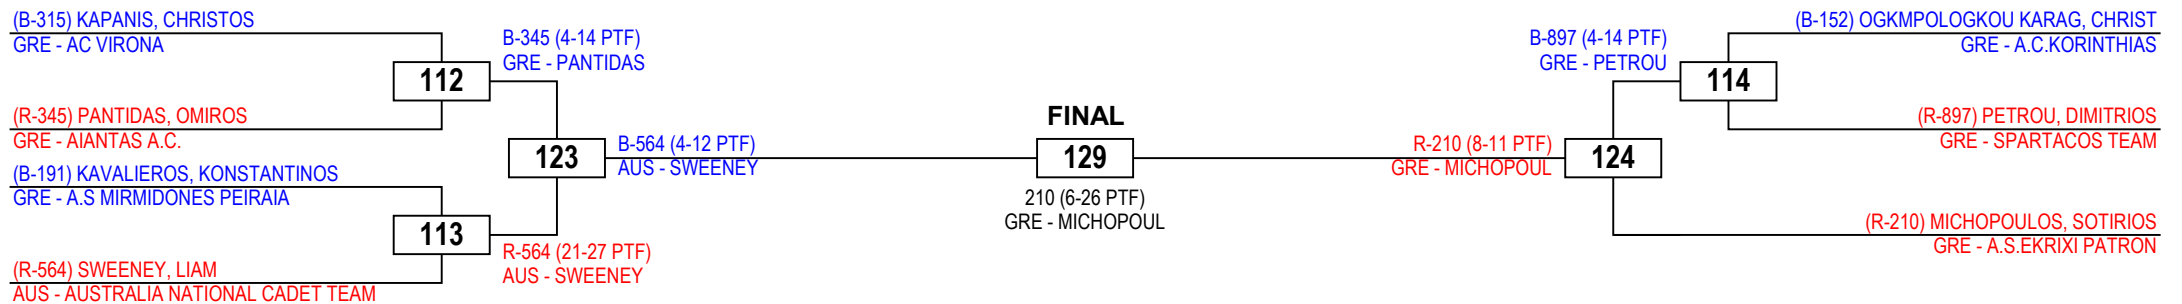 (B-315) KAPANIS, CHRISTOS
GRE - AC VIRONA
B-345 (4-14 PTF)
GRE - PANTIDAS
112
(R-345) PANTIDAS, OMIROS
GRE - AIANTAS A.C.
123
B-564 (4-12 PTF)
AUS - SWEENEY
(B-191) KAVALIEROS, KONSTANTINOS
GRE - A.S MIRMIDONES PEIRAIA
113
R-564 (21-27 PTF)
AUS - SWEENEY
(R-564) SWEENEY, LIAM
AUS - AUSTRALIA NATIONAL CADET TEAM
FINAL
129
210 (6-26 PTF)
GRE - MICHOPOUL
(B-152) OGKMPOLOGKOU KARAG, CHRIST
GRE - A.C.KORINTHIAS
B-897 (4-14 PTF)
GRE - PETROU
114
(R-897) PETROU, DIMITRIOS
GRE - SPARTACOS TEAM
R-210 (8-11 PTF)
GRE - MICHOPOUL
124
(R-210) MICHOPOULOS, SOTIRIOS
GRE - A.S.EKRIXI PATRON